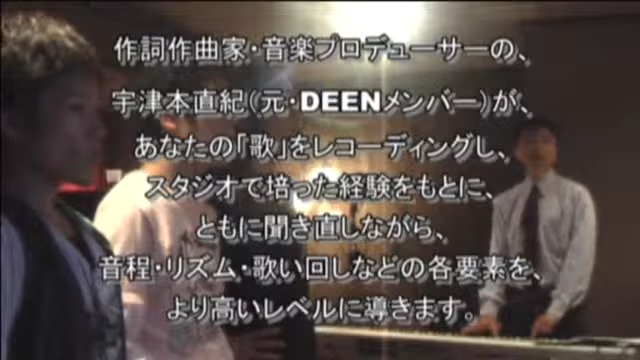 作詞作曲家・音楽プロデューサーの、
宇津本直紀(元・DEENメンバー)が、
あなたの「歌」をレコーディングし、
スタジオで培った経験をもとに、
ともに聞き直しながら、
音程・リズム・歌い回しなどの各要素を、
より高いレベルに導きます。